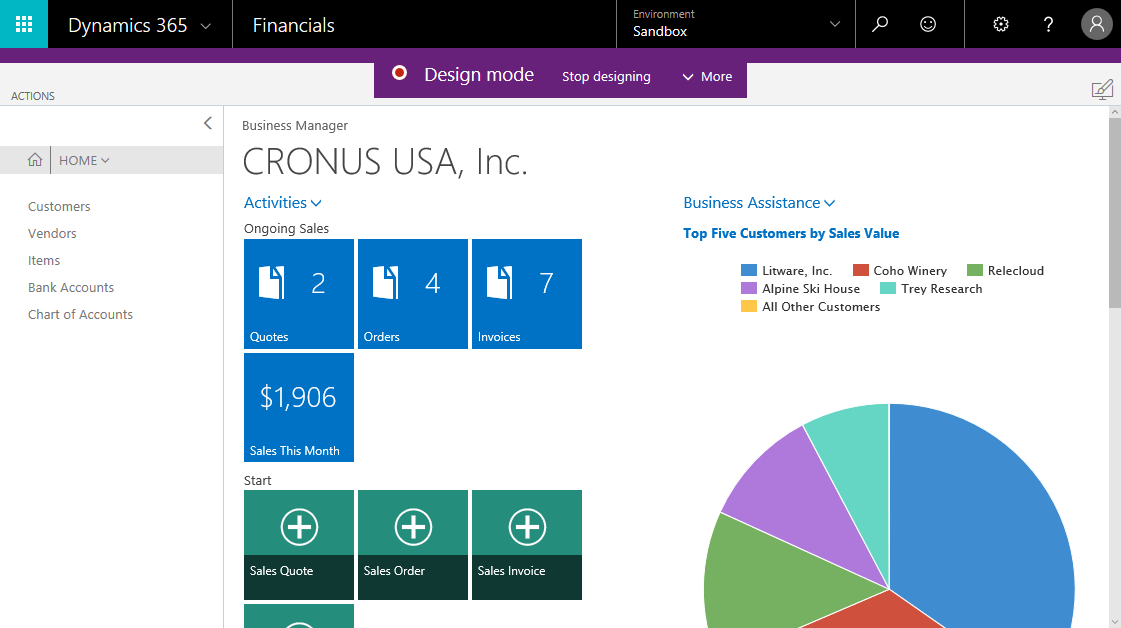 Dynamics 365
Financials
Environment
Sandbox
?
Design mode
Stop designing
More
ACTIONS
HOME
Customers
Vendors
Items
Bank Accounts
Chart of Accounts
Business Manager
CRONUS USA, Inc.
Activities
Ongoing Sales
2
Quotes
4
Orders
7
Invoices
$1,906
Sales This Month
Start
Sales Quote
Sales Order
Sales Invoice
Business Assistance
Top Five Customers by Sales Value
Litware, Inc. Coho Winery Relecloud
Alpine Ski House Trey Research
All Other Customers